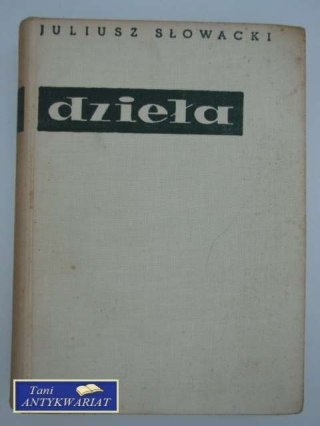 JULIUSZ SŁOWACKI
dzieła
Tani
ANTYKWARIAT